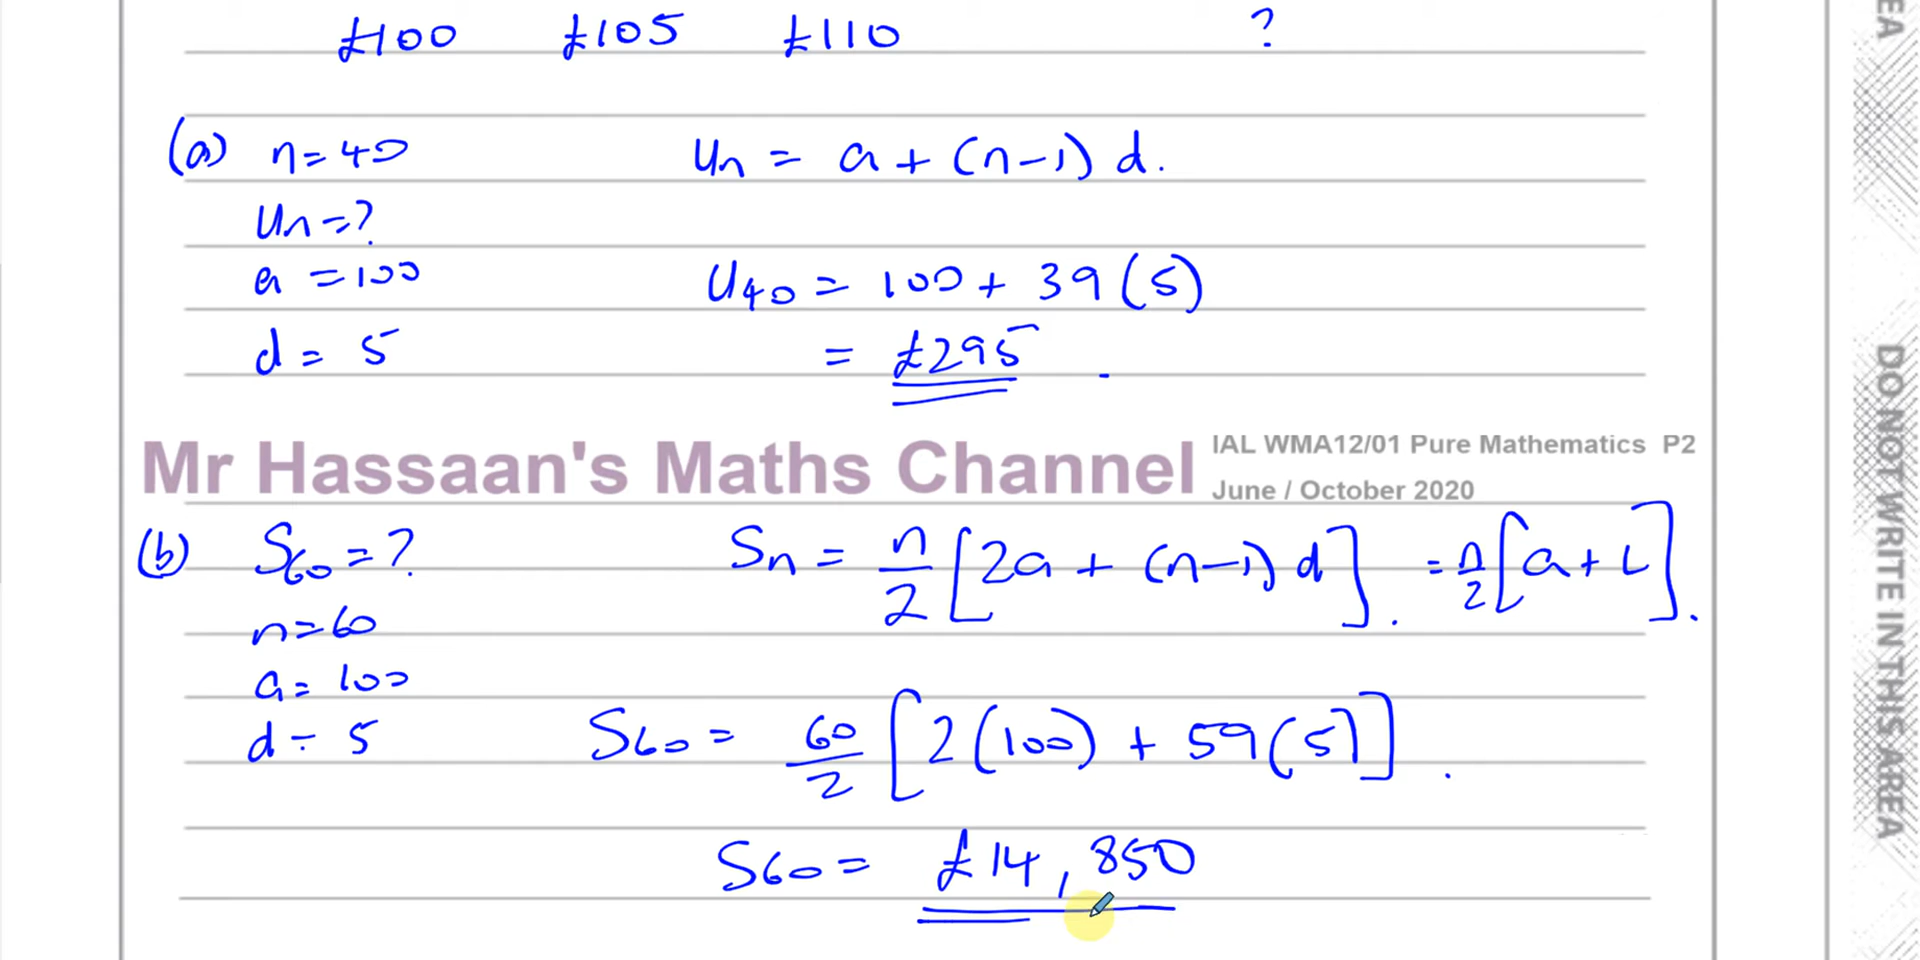 £100 £105 £110 ?
(a) n=40 Un = a + (n-1) d.
Un=?
a =100 U40 = 100 + 39 (5)
d = 5 = £295 .
Mr Hassaan's Maths Channel
IAL WMA12/01 Pure Mathematics P2
June / October 2020
(b) S60 = ? Sn = n/2 [2a + (n-1) d]. = n/2 [a + L].
n=60
a= 100
d = 5 S60 = 60/2 [2 (100) + 59 (5)] .
S60 = £14,850
EA
DO NOT WRITE IN THIS AREA